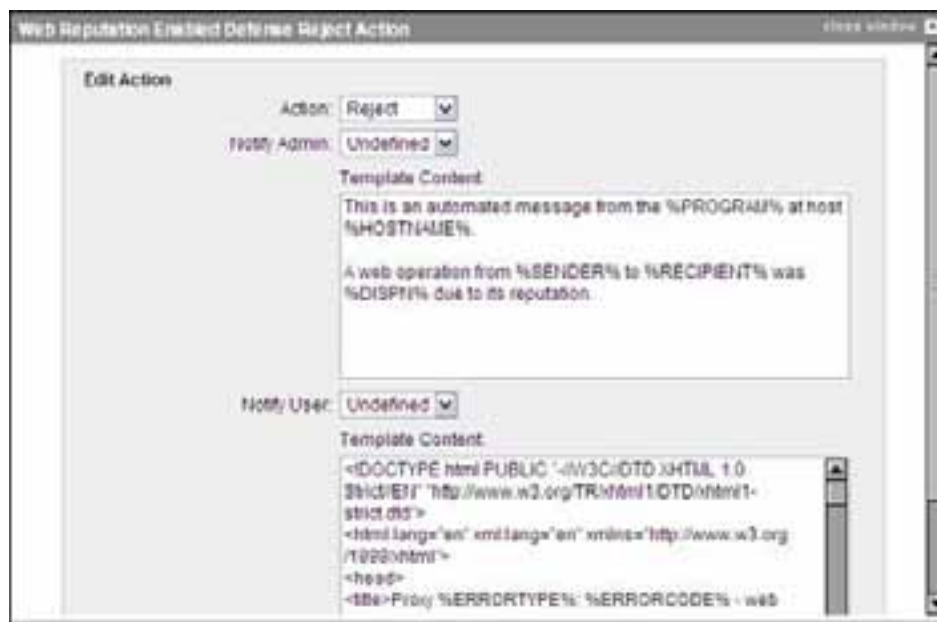 Web Reputation Enabled Defense Reject Action
close window
Edit Action
Action: Reject
Notify Admin: Undefined
Template Content
This is an automated message from the %PROGRAM% at host
%HOSTNAME%.
A web operation from %SENDER% to %RECIPIENT% was
%DISPN% due to its reputation.
Notify User: Undefined
Template Content
<!DOCTYPE html PUBLIC "-//W3C//DTD XHTML 1.0
Strict//EN" "http://www.w3.org/TR/xhtml1/DTD/xhtml1-
strict.dtd">
<html lang="en" xml:lang="en" xmlns="http://www.w3.org
/1999/xhtml">
<head>
<title>Proxy %ERRORTYPE%: %ERRORCODE% - web